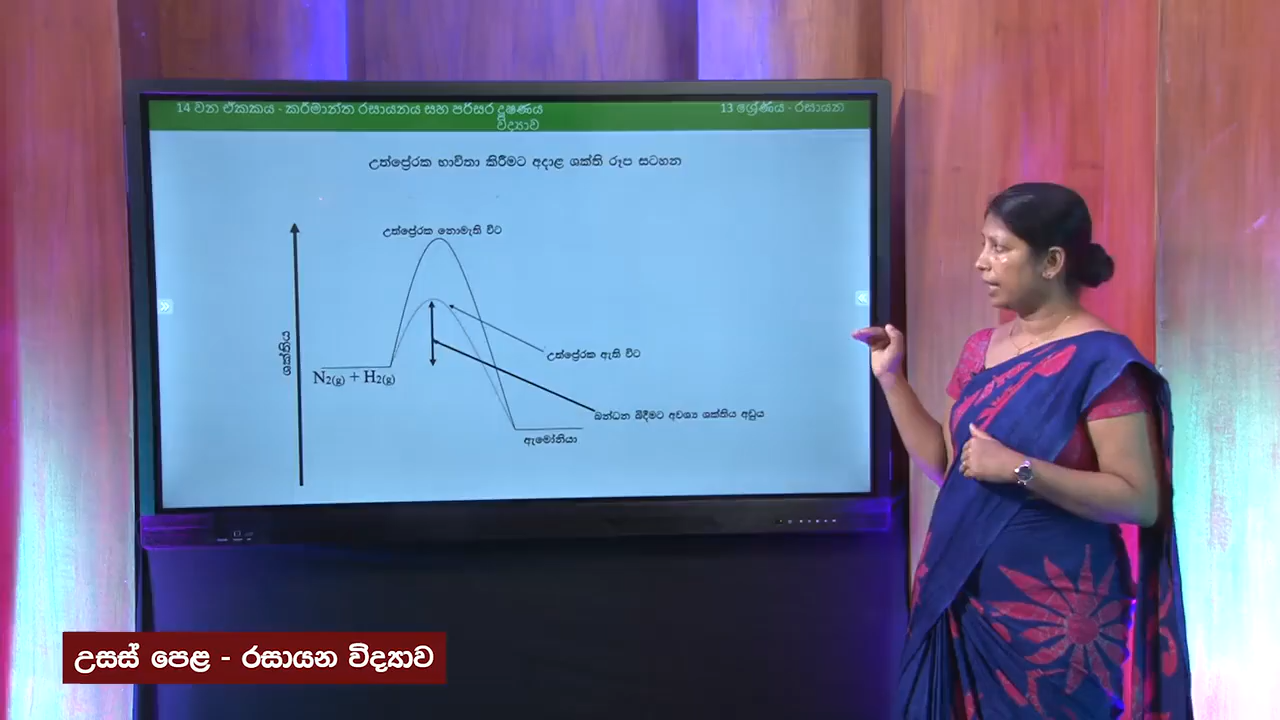 14 වන ඒකකය - කර්මාන්ත රසායනය සහ පරිසර දූෂණය
13 ශ්‍රේණිය - රසායන
විද්‍යාව
උත්ප්‍රේරක භාවිතා කිරීමට අදාළ ශක්ති රූප සටහන
උත්ප්‍රේරක නොමැති විට
ශක්තිය
උත්ප්‍රේරක ඇති විට
N2(g) + H2(g)
බන්ධන බිඳීමට අවශ්‍ය ශක්තිය අඩුය
ඇමෝනියා
උසස් පෙළ - රසායන විද්‍යාව